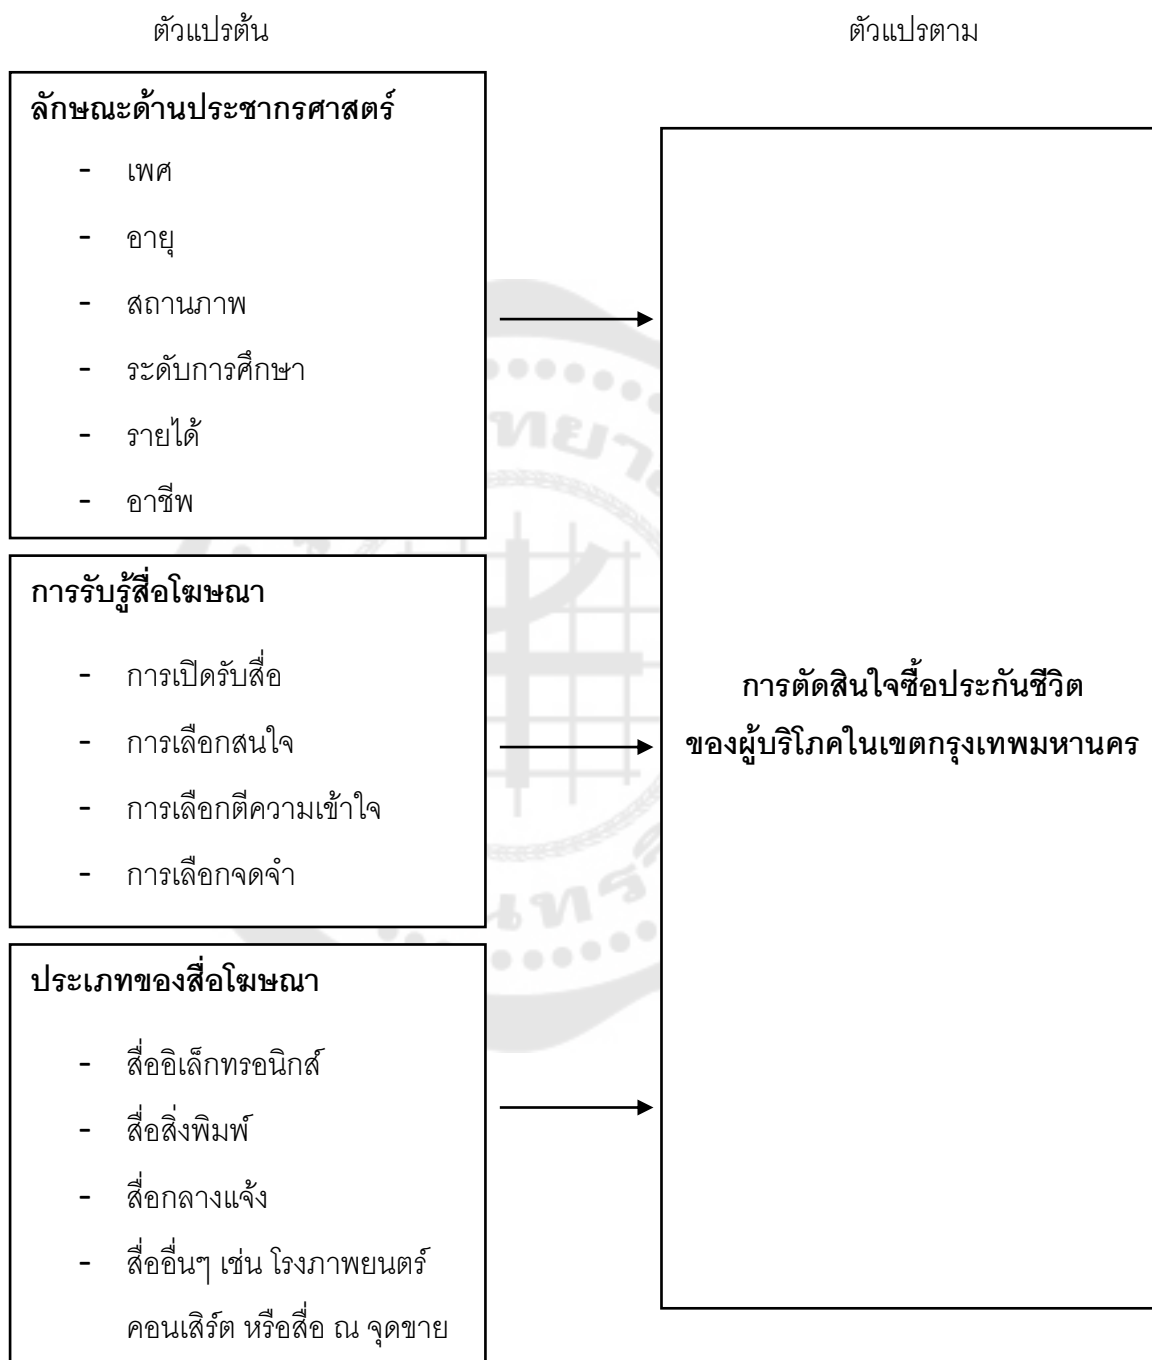 ตัวแปรต้น
ตัวแปรตาม
ลักษณะด้านประชากรศาสตร์
- เพศ
- อายุ
- สถานภาพ
- ระดับการศึกษา
- รายได้
- อาชีพ
การรับรู้สื่อโฆษณา
- การเปิดรับสื่อ
- การเลือกสนใจ
- การเลือกตีความเข้าใจ
- การเลือกจดจำ
ประเภทของสื่อโฆษณา
- สื่ออิเล็กทรอนิกส์
- สื่อสิ่งพิมพ์
- สื่อกลางแจ้ง
- สื่ออื่นๆ เช่น โรงภาพยนตร์
คอนเสิร์ต หรือสื่อ ณ จุดขาย
การตัดสินใจซื้อประกันชีวิต
ของผู้บริโภคในเขตกรุงเทพมหานคร